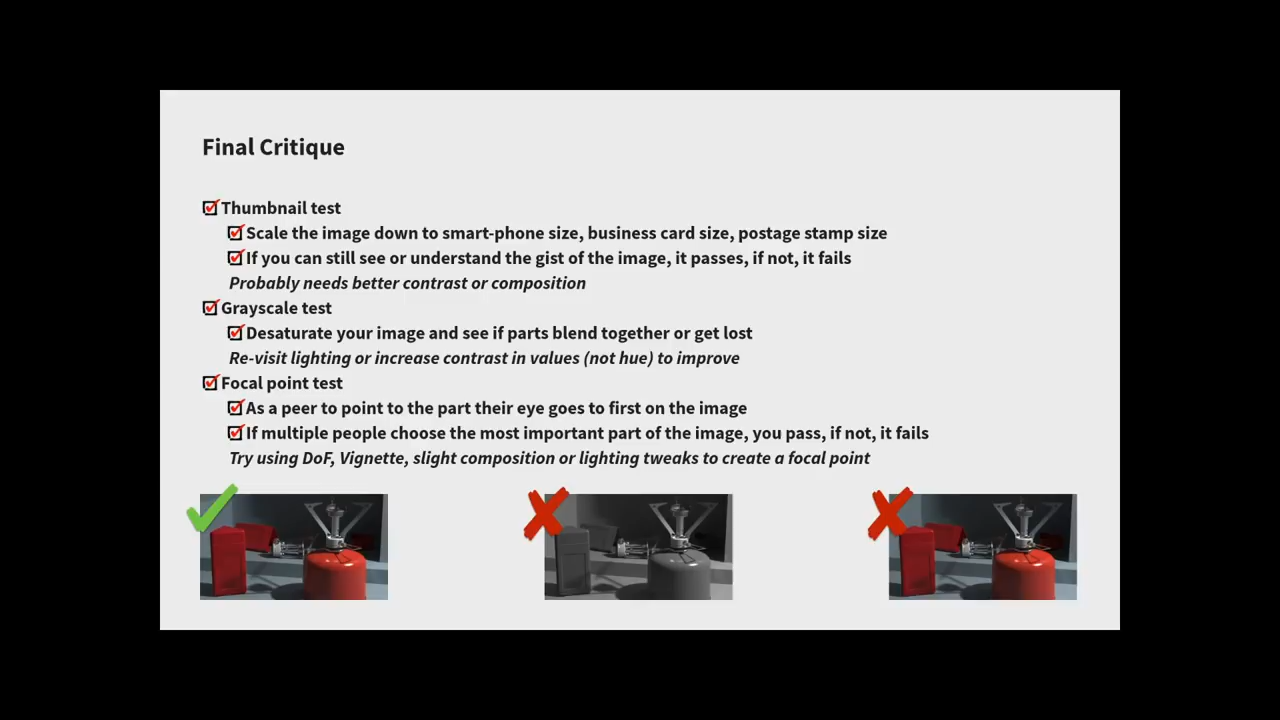 Final Critique
Thumbnail test
Scale the image down to smart-phone size, business card size, postage stamp size
If you can still see or understand the gist of the image, it passes, if not, it fails
Probably needs better contrast or composition
Grayscale test
Desaturate your image and see if parts blend together or get lost
Re-visit lighting or increase contrast in values (not hue) to improve
Focal point test
As a peer to point to the part their eye goes to first on the image
If multiple people choose the most important part of the image, you pass, if not, it fails
Try using DoF, Vignette, slight composition or lighting tweaks to create a focal point